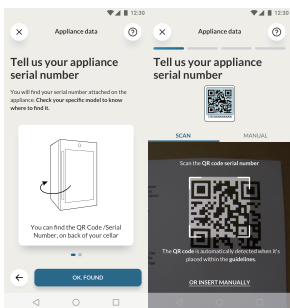 12:30
Appliance data
Tell us your appliance
serial number
You will find your serial number attached on the
appliance. Check your specific model to know
where to find it.
You can find the QR Code /Serial
Number, on back of your cellar
OK, FOUND
12:30
Appliance data
Tell us your appliance
serial number
SCAN
MANUAL
Scan the QR code serial number
The QR code is automatically detected when it's
placed within the guidelines.
OR INSERT MANUALLY